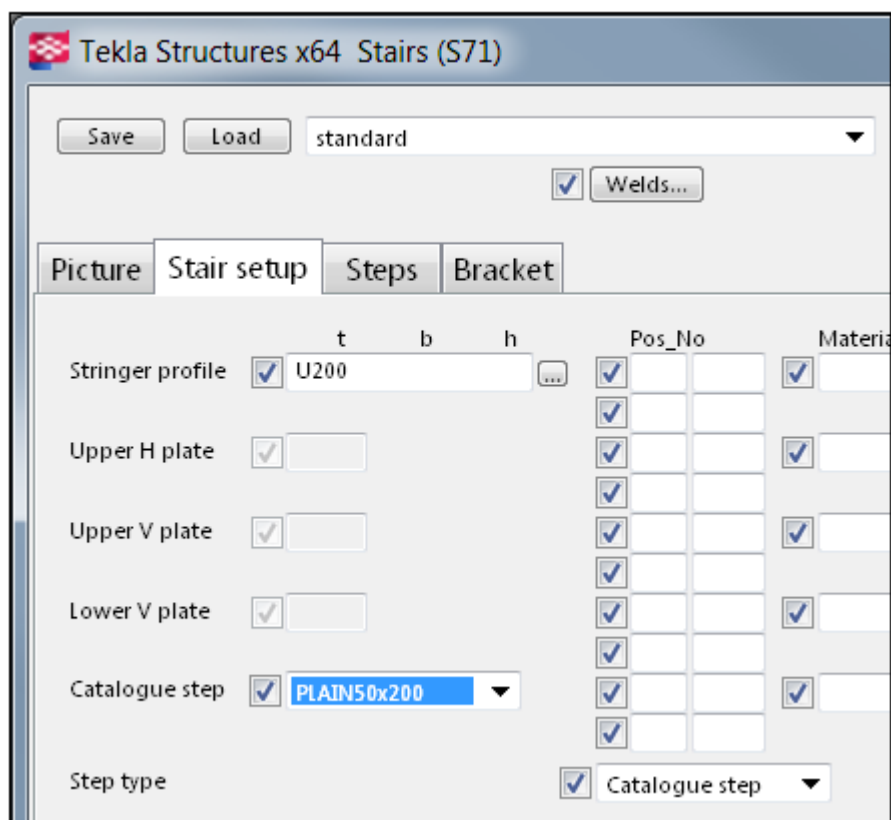 Tekla Structures x64 Stairs (S71)
Save Load standard
Welds...
Picture Stair setup Steps Bracket
t b h Pos_No Materia
Stringer profile U200 ...
Upper H plate
Upper V plate
Lower V plate
Catalogue step PLAIN50x200
Step type Catalogue step